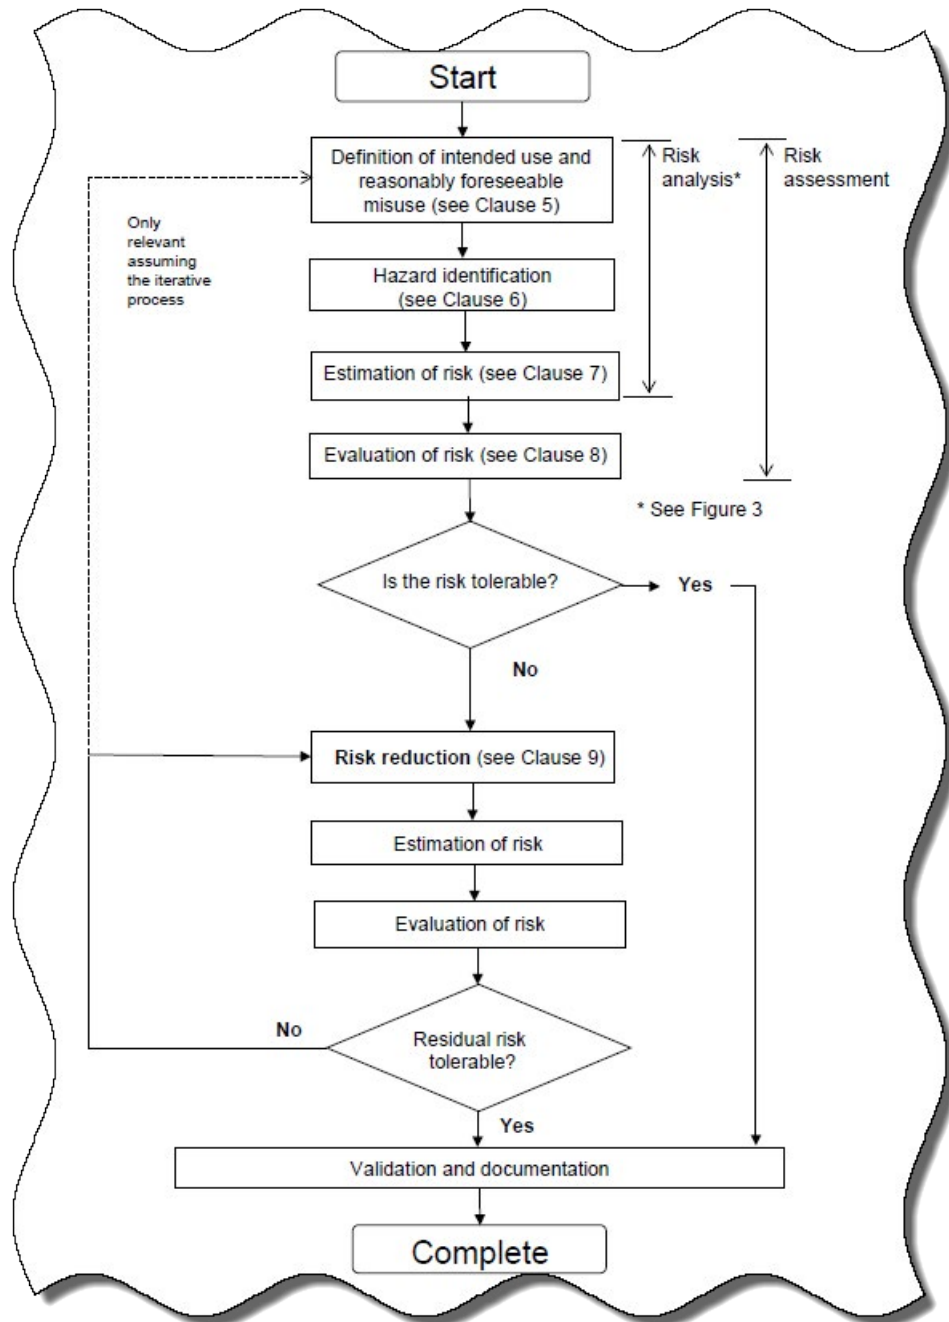 Start
Definition of intended use and
reasonably foreseeable
misuse (see Clause 5)
Risk
analysis*
Risk
assessment
Only
relevant
assuming
the iterative
process
Hazard identification
(see Clause 6)
Estimation of risk (see Clause 7)
Evaluation of risk (see Clause 8)
* See Figure 3
Is the risk tolerable?
Yes
No
Risk reduction (see Clause 9)
Estimation of risk
Evaluation of risk
No
Residual risk
tolerable?
Yes
Validation and documentation
Complete